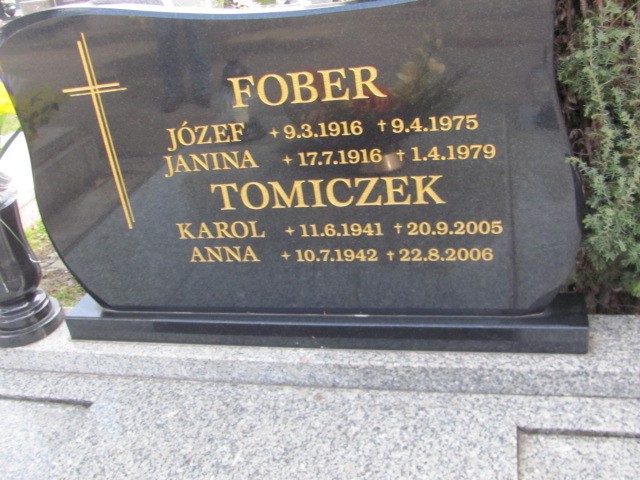 FOBER
JÓZEF + 9.3.1916 † 9.4.1975
JANINA + 17.7.1916 † 1.4.1979
TOMICZEK
KAROL + 11.6.1941 † 20.9.2005
ANNA + 10.7.1942 † 22.8.2006